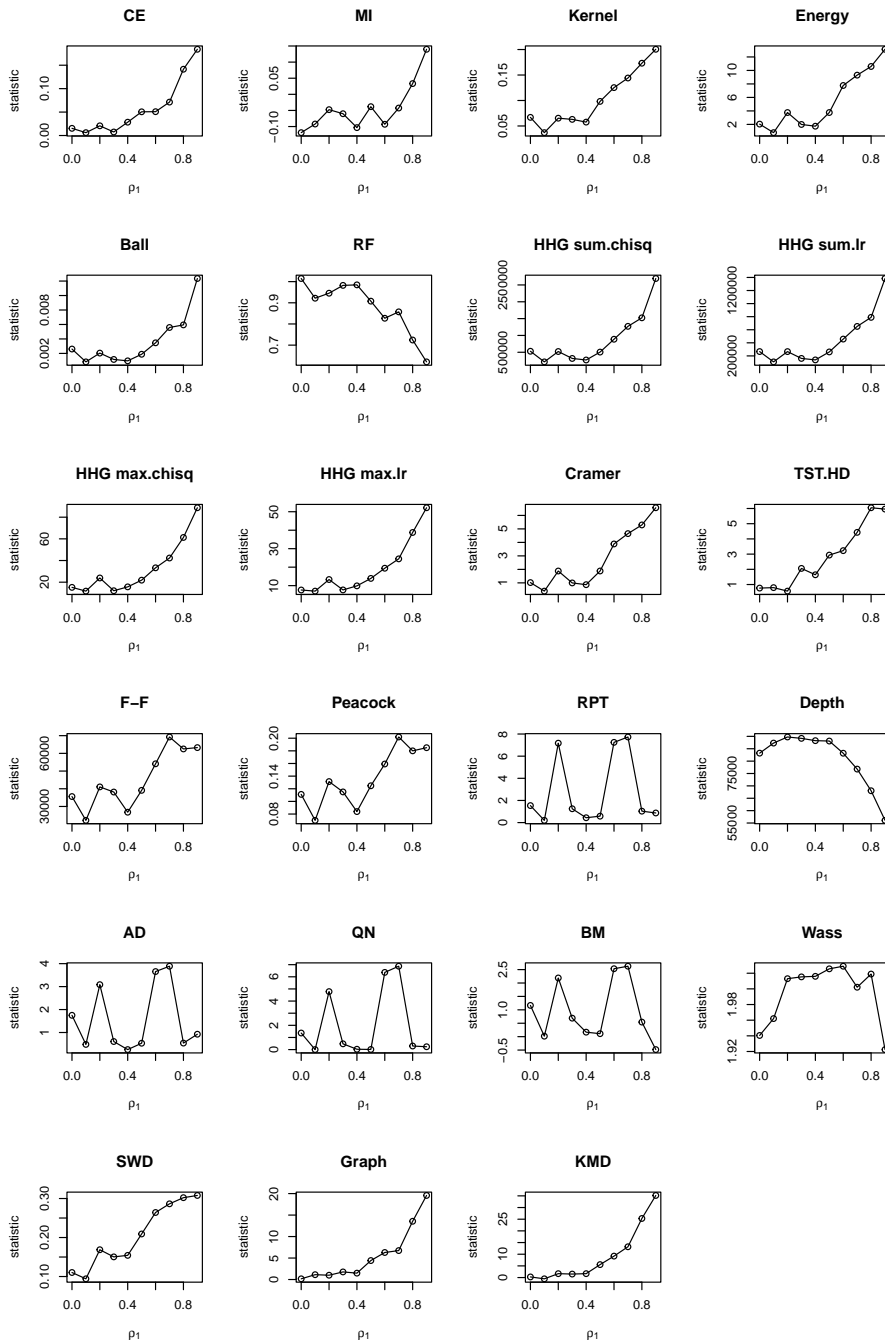 CE MI Kernel Energy
statistic 0.00 0.10 statistic −0.10 0.05 statistic 0.05 0.15 statistic 2 6 10
0.0 0.4 0.8 0.0 0.4 0.8 0.0 0.4 0.8 0.0 0.4 0.8
ρ1 ρ1 ρ1 ρ1
Ball RF HHG sum.chisq HHG sum.lr
statistic 0.002 0.008 statistic 0.7 0.9 statistic 500000 2500000 statistic 200000 1200000
0.0 0.4 0.8 0.0 0.4 0.8 0.0 0.4 0.8 0.0 0.4 0.8
ρ1 ρ1 ρ1 ρ1
HHG max.chisq HHG max.lr Cramer TST.HD
statistic 20 60 statistic 10 30 50 statistic 1 3 5 statistic 1 3 5
0.0 0.4 0.8 0.0 0.4 0.8 0.0 0.4 0.8 0.0 0.4 0.8
ρ1 ρ1 ρ1 ρ1
F−F Peacock RPT Depth
statistic 30000 60000 statistic 0.08 0.14 0.20 statistic 0 2 4 6 8 statistic 55000 75000
0.0 0.4 0.8 0.0 0.4 0.8 0.0 0.4 0.8 0.0 0.4 0.8
ρ1 ρ1 ρ1 ρ1
AD QN BM Wass
statistic 1 2 3 4 statistic 0 2 4 6 statistic −0.5 1.0 2.5 statistic 1.92 1.98
0.0 0.4 0.8 0.0 0.4 0.8 0.0 0.4 0.8 0.0 0.4 0.8
ρ1 ρ1 ρ1 ρ1
SWD Graph KMD
statistic 0.10 0.30 statistic 0 5 10 20 statistic 0 10 25
0.0 0.4 0.8 0.0 0.4 0.8 0.0 0.4 0.8
ρ1 ρ1 ρ1